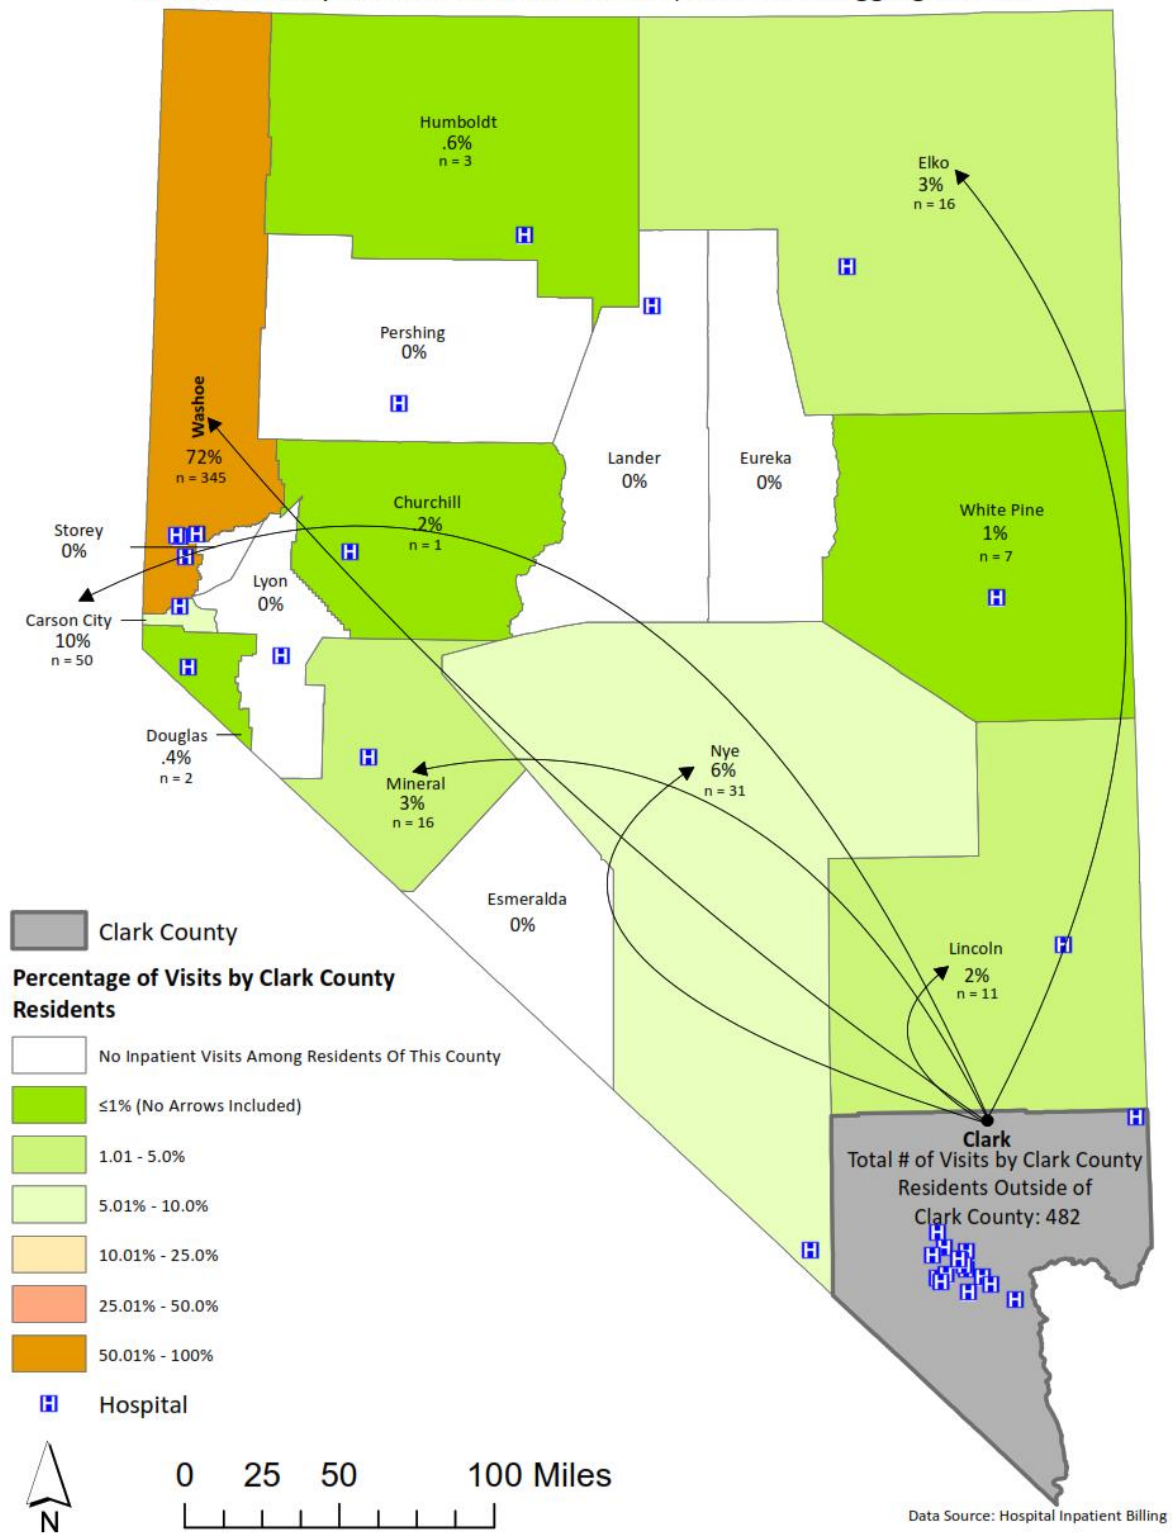 Humboldt
.6%
n = 3
Elko
3%
n = 16
Pershing
0%
Washoe
72%
n = 345
Lander
0%
Eureka
0%
Churchill
.2%
n = 1
White Pine
1%
n = 7
Storey
0%
Lyon
0%
Carson City
10%
n = 50
Douglas
.4%
n = 2
Mineral
3%
n = 16
Nye
6%
n = 31
Esmeralda
0%
Lincoln
2%
n = 11
Clark
Total # of Visits by Clark County
Residents Outside of
Clark County: 482
Clark County
Percentage of Visits by Clark County
Residents
No Inpatient Visits Among Residents Of This County
≤1% (No Arrows Included)
1.01 - 5.0%
5.01% - 10.0%
10.01% - 25.0%
25.01% - 50.0%
50.01% - 100%
H Hospital
N
0 25 50 100 Miles
Data Source: Hospital Inpatient Billing